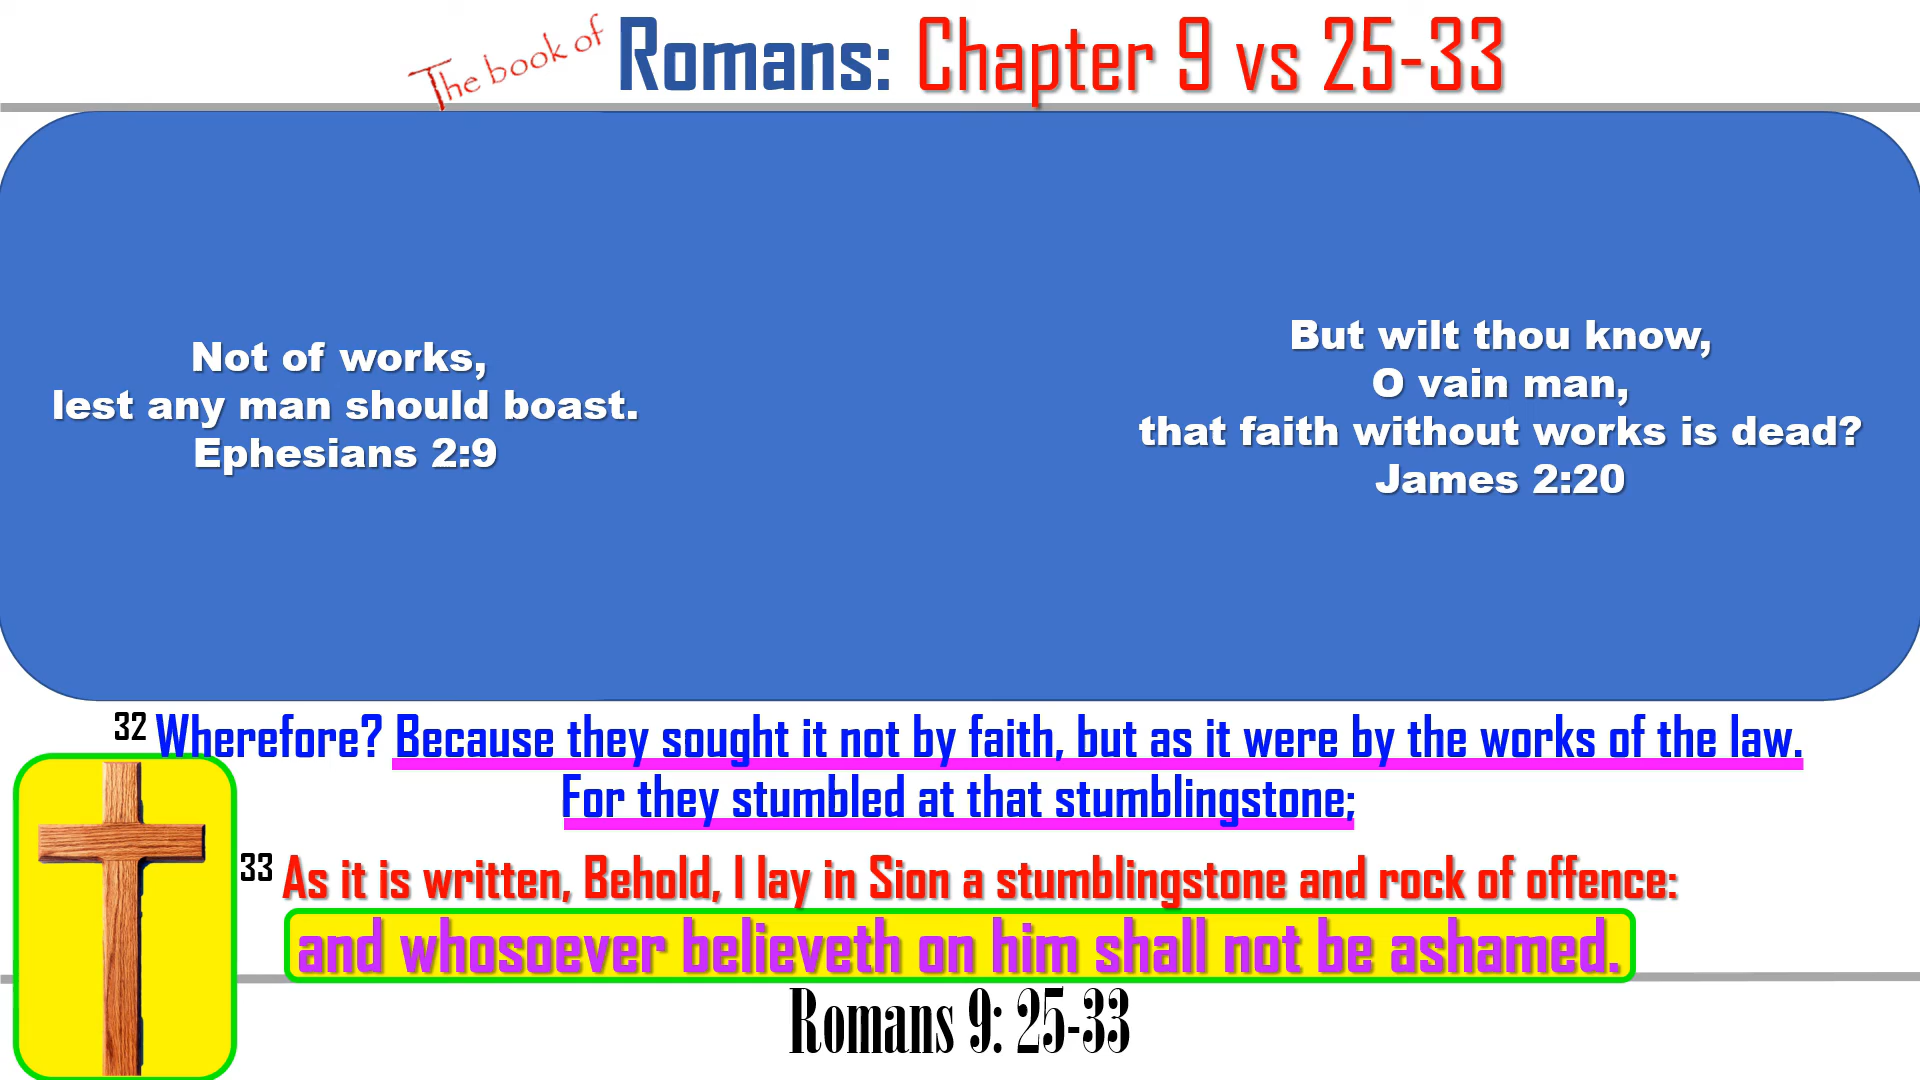 The book of Romans: Chapter 9 vs 25-33
Not of works,
lest any man should boast.
Ephesians 2:9
But wilt thou know,
O vain man,
that faith without works is dead?
James 2:20
32 Wherefore? Because they sought it not by faith, but as it were by the works of the law.
For they stumbled at that stumblingstone;
33 As it is written, Behold, I lay in Sion a stumblingstone and rock of offence:
and whosoever believeth on him shall not be ashamed.
Romans 9: 25-33